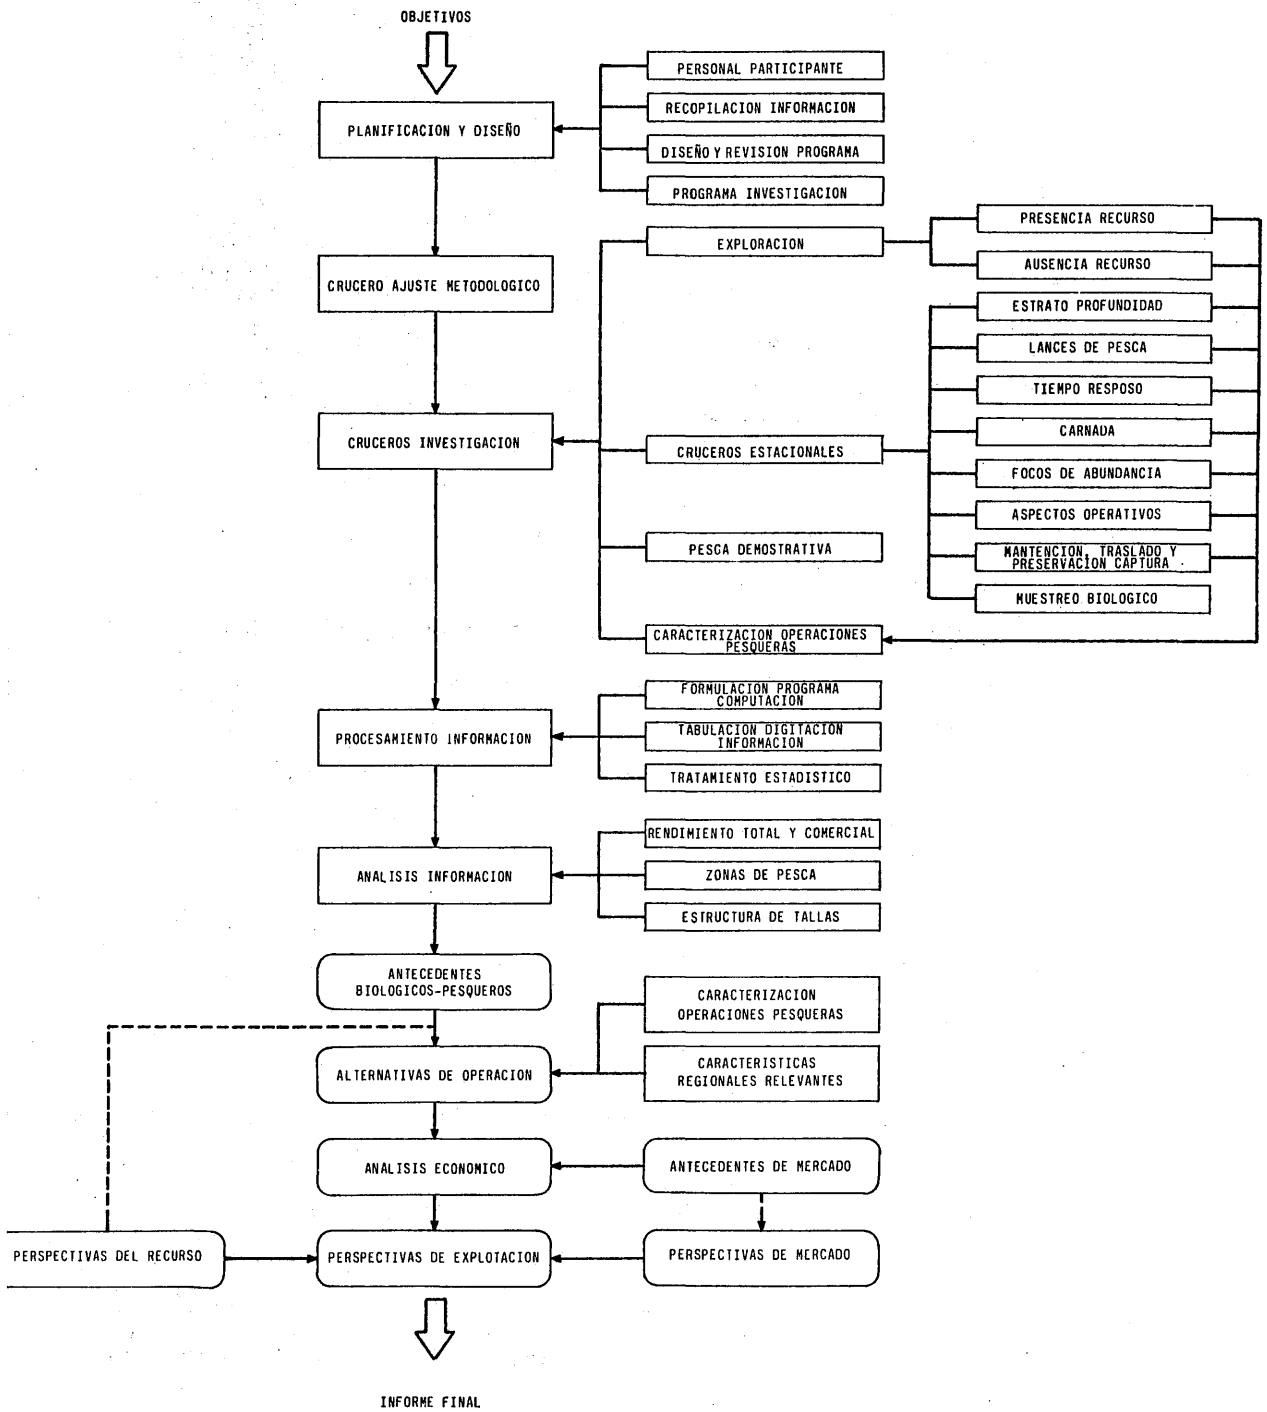 OBJETIVOS
PLANIFICACION Y DISEÑO
PERSONAL PARTICIPANTE
RECOPILACION INFORMACION
DISEÑO Y REVISION PROGRAMA
PROGRAMA INVESTIGACION
CRUCERO AJUSTE METODOLOGICO
EXPLORACION
PRESENCIA RECURSO
AUSENCIA RECURSO
ESTRATO PROFUNDIDAD
LANCES DE PESCA
TIEMPO RESPOSO
CARNADA
FOCOS DE ABUNDANCIA
ASPECTOS OPERATIVOS
MANTENCION, TRASLADO Y
PRESERVACION CAPTURA
MUESTREO BIOLOGICO
CRUCEROS INVESTIGACION
CRUCEROS ESTACIONALES
PESCA DEMOSTRATIVA
CARACTERIZACION OPERACIONES
PESQUERAS
PROCESAMIENTO INFORMACION
FORMULACION PROGRAMA
COMPUTACION
TABULACION DIGITACION
INFORMACION
TRATAMIENTO ESTADISTICO
ANALISIS INFORMACION
RENDIMIENTO TOTAL Y COMERCIAL
ZONAS DE PESCA
ESTRUCTURA DE TALLAS
ANTECEDENTES
BIOLOGICOS-PESQUEROS
CARACTERIZACION
OPERACIONES PESQUERAS
ALTERNATIVAS DE OPERACION
CARACTERISTICAS
REGIONALES RELEVANTES
ANALISIS ECONOMICO
ANTECEDENTES DE MERCADO
PERSPECTIVAS DEL RECURSO
PERSPECTIVAS DE EXPLOTACION
PERSPECTIVAS DE MERCADO
INFORME FINAL